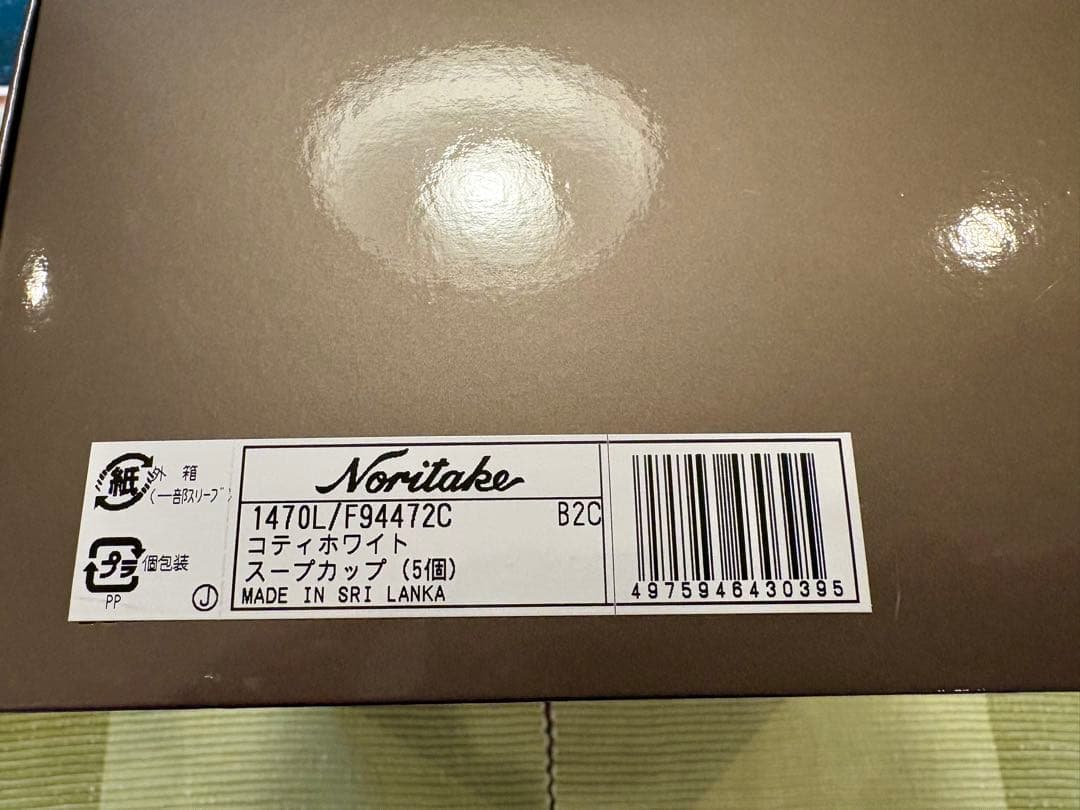 紙 外 箱
(一部スリーブ)
プラ 個包装
PP
J
Noritake
1470L/F94472C B2C
コティホワイト
スープカップ (5個)
MADE IN SRI LANKA
4975946430395